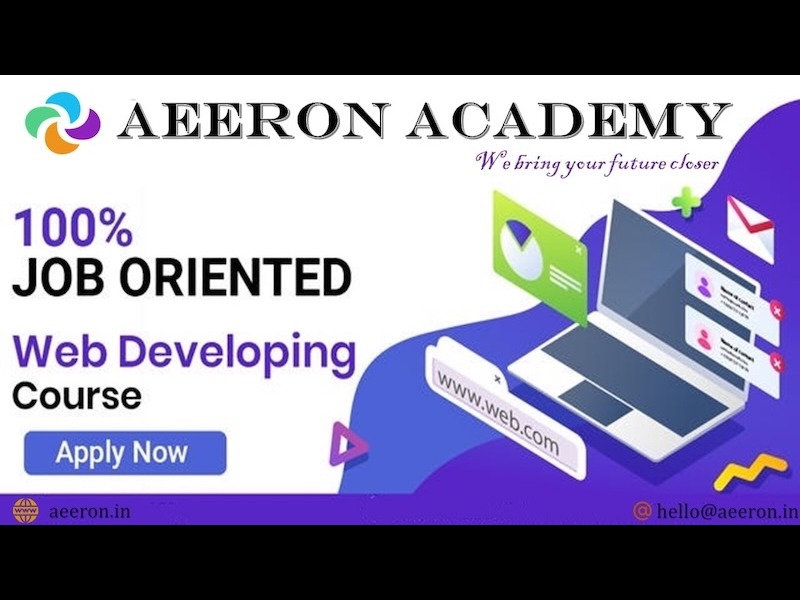 AEERON ACADEMY
We bring your future closer
100%
JOB ORIENTED
Web Developing
Course
Apply Now
www.web.com
aeeron.in
@ hello@aeeron.in